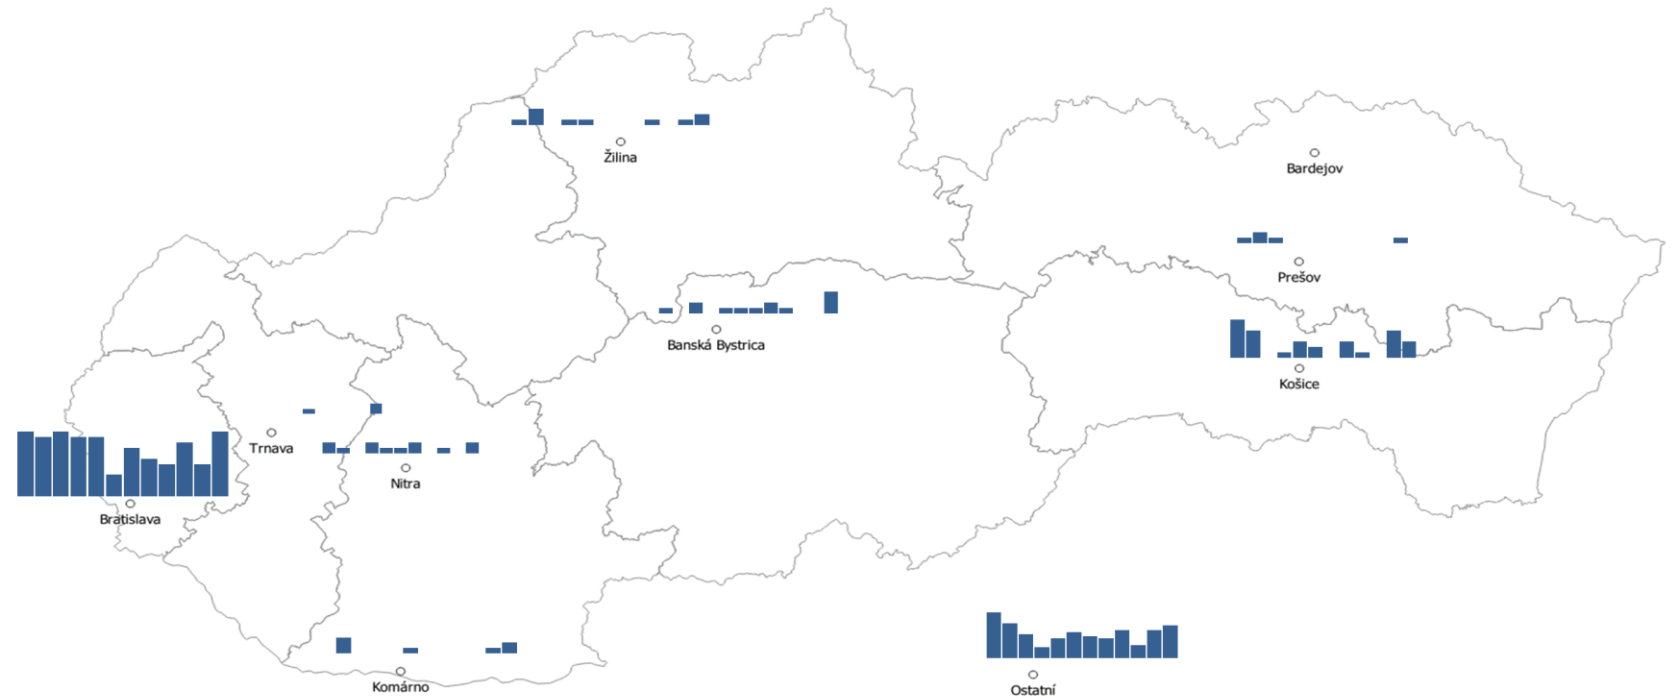 Žilina
Bardejov
Prešov
Banská Bystrica
Košice
Trnava
Nitra
Bratislava
Komárno
Ostatní